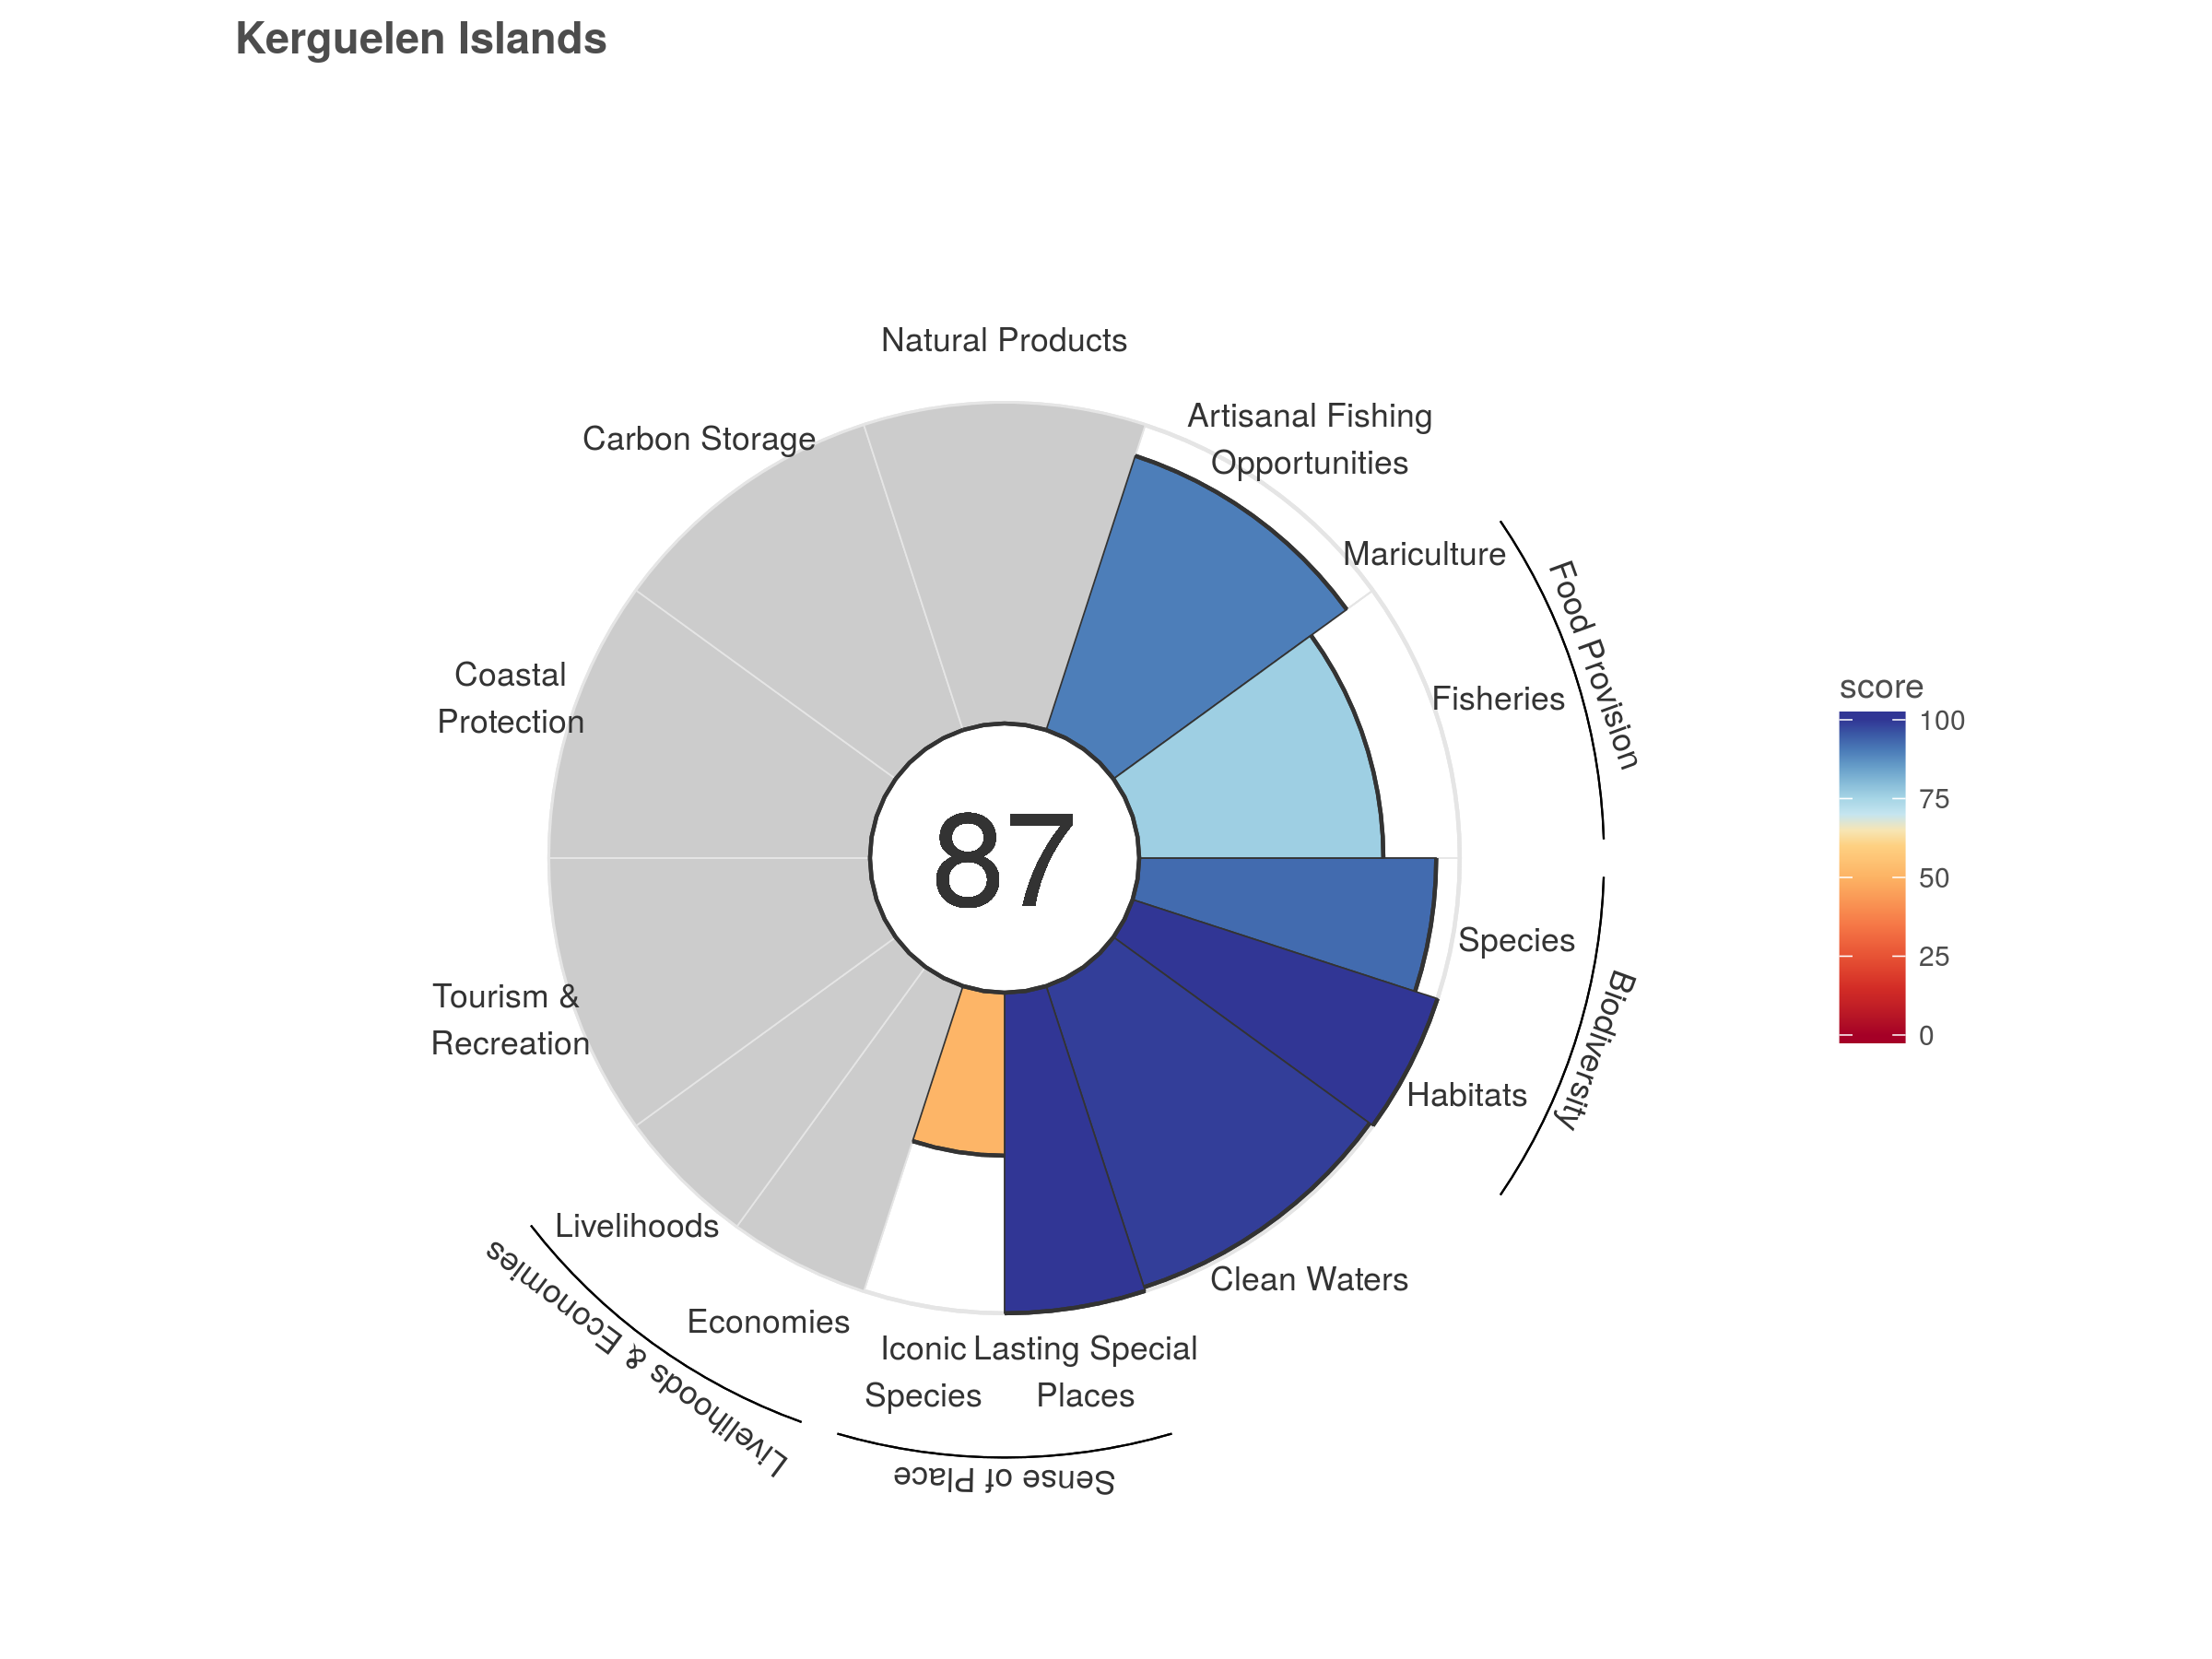 Kerguelen Islands
Natural Products
Carbon Storage
Artisanal Fishing
Opportunities
Mariculture
Food Provision
Fisheries
Coastal
Protection
score
100
75
50
25
0
87
Species
Biodiversity
Habitats
Tourism &
Recreation
Livelihoods
Livelihoods & Economies
Economies
Clean Waters
Iconic
Species
Lasting Special
Places
Sense of Place